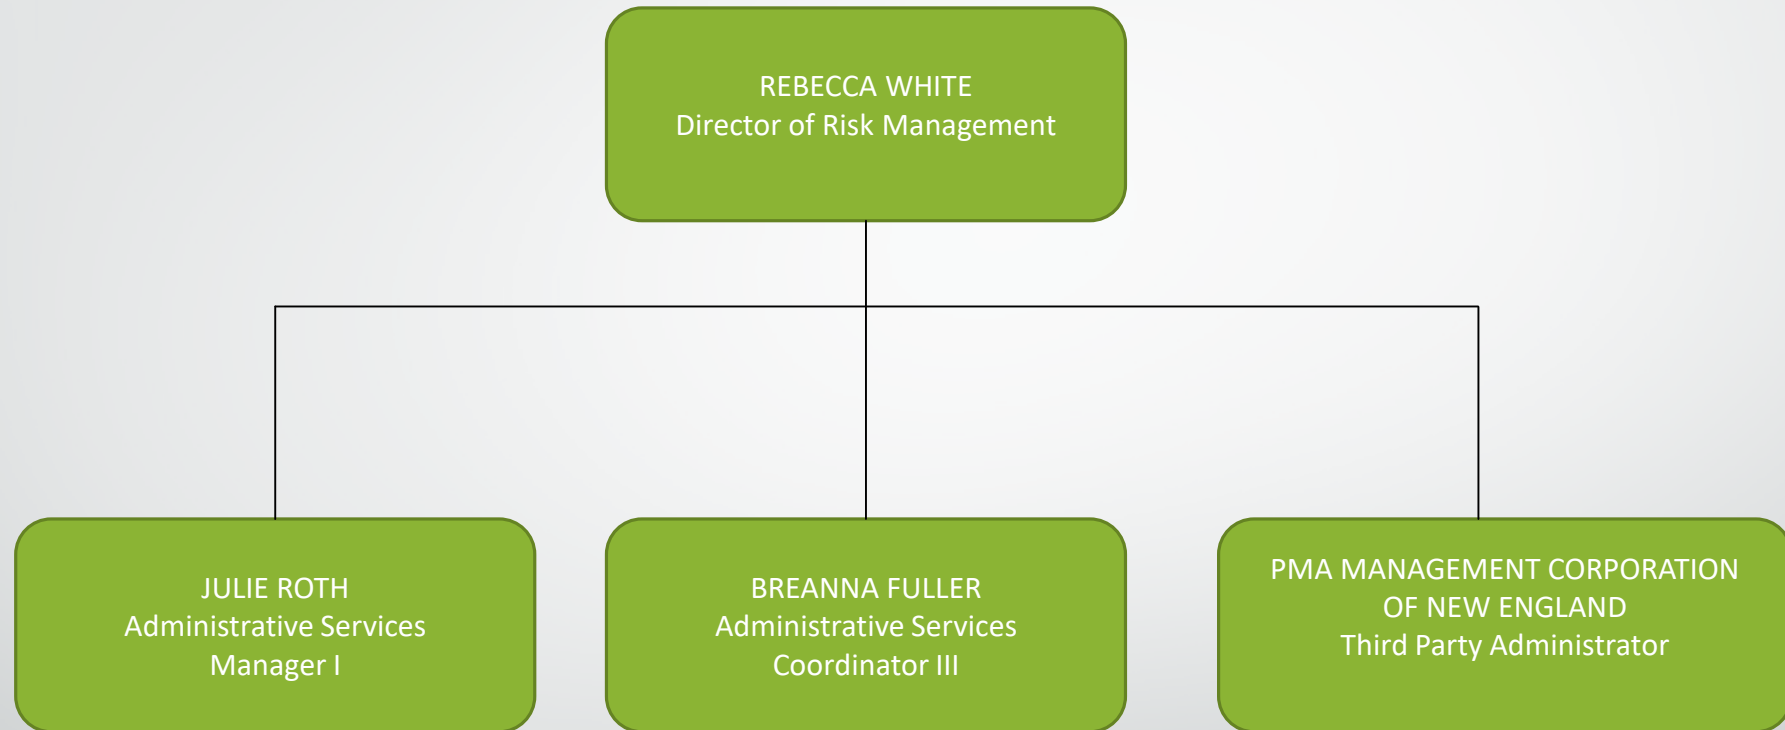 REBECCA WHITE
Director of Risk Management
JULIE ROTH
Administrative Services
Manager I
BREANNA FULLER
Administrative Services
Coordinator III
PMA MANAGEMENT CORPORATION
OF NEW ENGLAND
Third Party Administrator